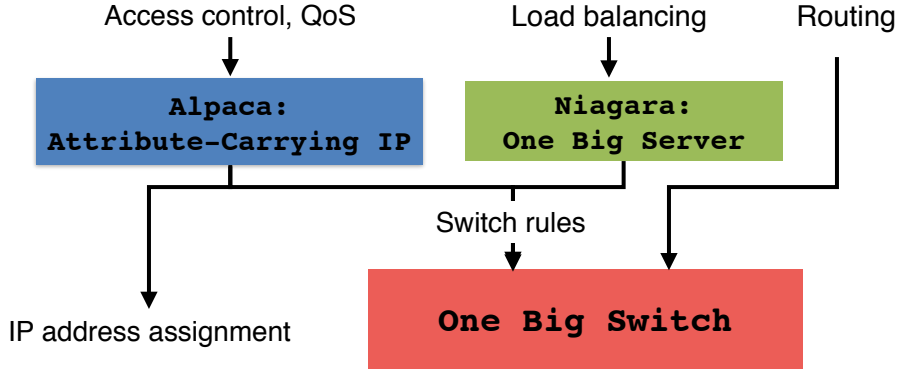 Access control, QoS
Load balancing
Routing
Alpaca:
Attribute-Carrying IP
Niagara:
One Big Server
Switch rules
IP address assignment
One Big Switch